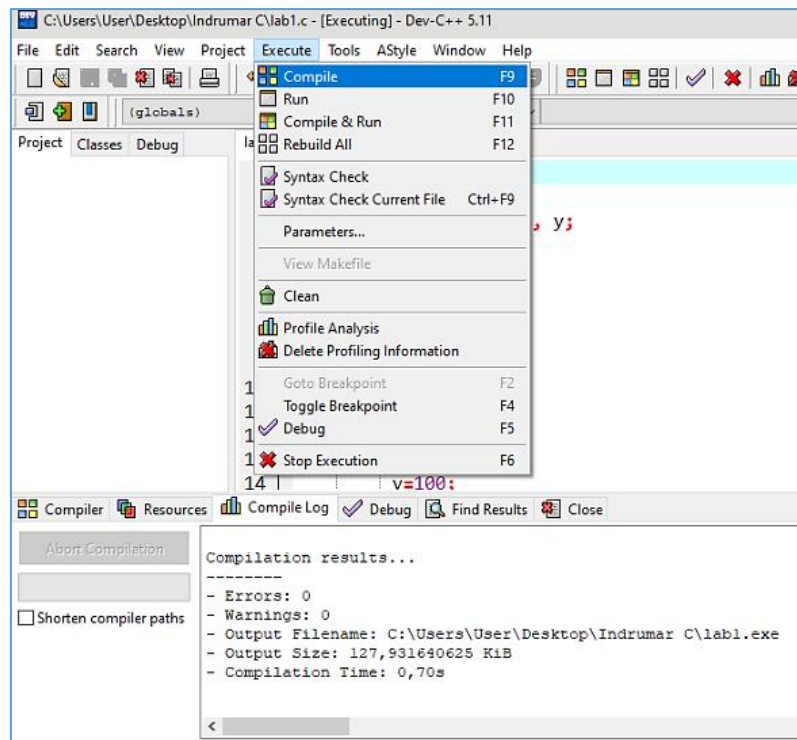 C:\Users\User\Desktop\Indrumar C\lab1.c - [Executing] - Dev-C++ 5.11
File Edit Search View Project Execute Tools AStyle Window Help
(globals)
Project Classes Debug la
Compile F9
Run F10
Compile & Run F11
Rebuild All F12
Syntax Check
Syntax Check Current File Ctrl+F9
, y;
Parameters...
View Makefile
Clean
Profile Analysis
Delete Profiling Information
1 Goto Breakpoint F2
1 Toggle Breakpoint F4
1 Debug F5
1 Stop Execution F6
14 v=100;
Compiler Resources Compile Log Debug Find Results Close
Abort Compilation
Shorten compiler paths
Compilation results...
--------
- Errors: 0
- Warnings: 0
- Output Filename: C:\Users\User\Desktop\Indrumar C\lab1.exe
- Output Size: 127,931640625 KiB
- Compilation Time: 0,70s